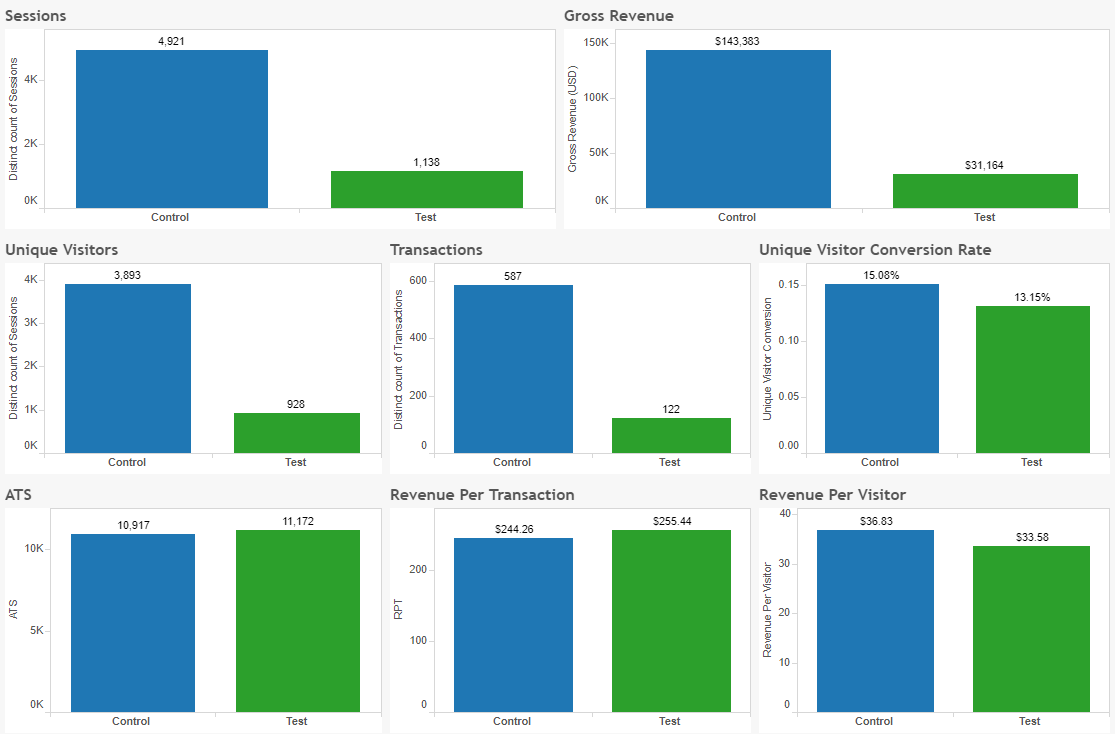 Sessions
Distinct count of Sessions
4K
2K
0K
4,921
1,138
Control
Test
Gross Revenue
Gross Revenue (USD)
150K
100K
50K
0K
$143,383
$31,164
Control
Test
Unique Visitors
Distinct count of Sessions
4K
3K
2K
1K
0K
3,893
928
Control
Test
Transactions
Distinct count of Transactions
600
400
200
0
587
122
Control
Test
Unique Visitor Conversion Rate
Unique Visitor Conversion
0.15
0.10
0.05
0.00
15.08%
13.15%
Control
Test
ATS
ATS
10K
5K
0K
10,917
11,172
Control
Test
Revenue Per Transaction
RPT
200
100
0
$244.26
$255.44
Control
Test
Revenue Per Visitor
Revenue Per Visitor
40
30
20
10
0
$36.83
$33.58
Control
Test